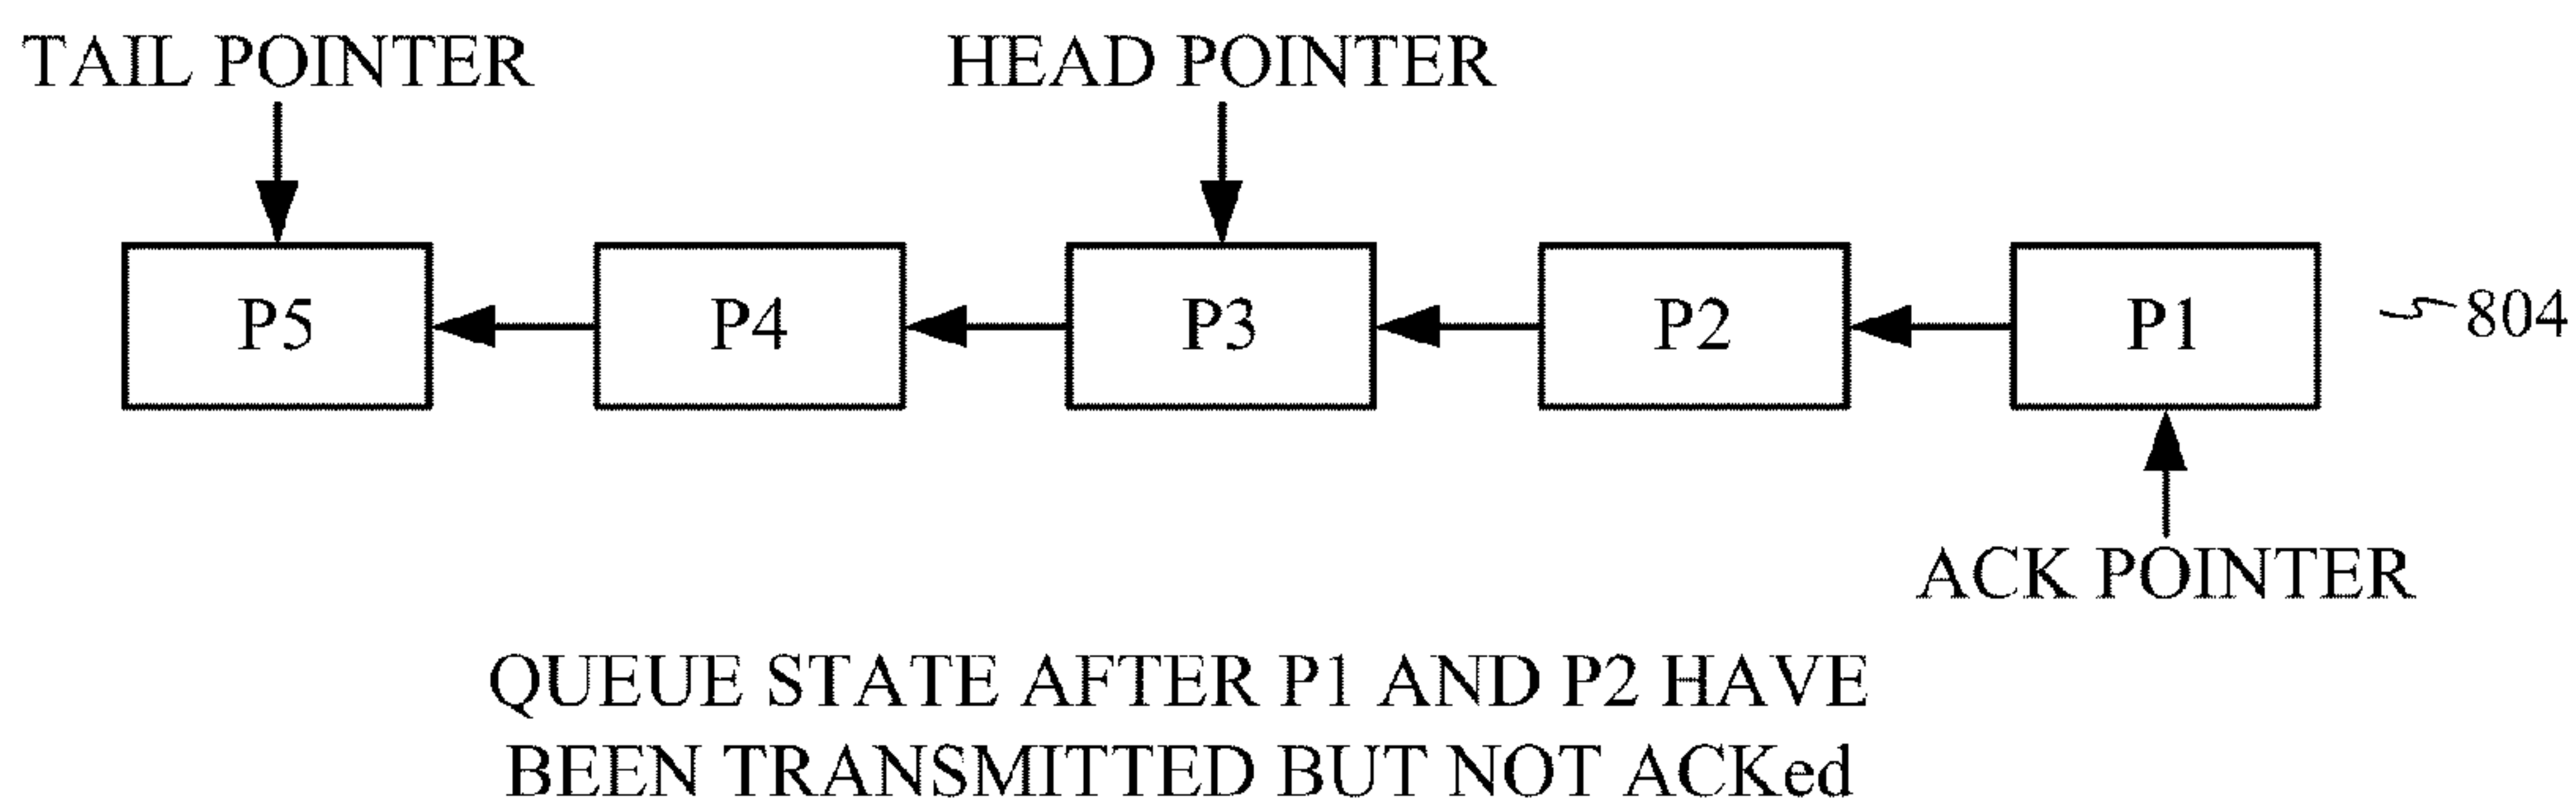 TAIL POINTER
HEAD POINTER
P5
P4
P3
P2
P1
804
ACK POINTER
QUEUE STATE AFTER P1 AND P2 HAVE
BEEN TRANSMITTED BUT NOT ACKed